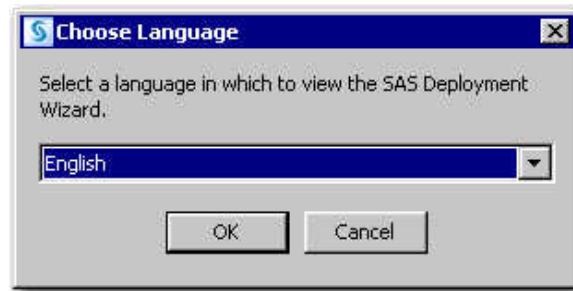 Choose Language
Select a language in which to view the SAS Deployment
Wizard.
English
OK
Cancel